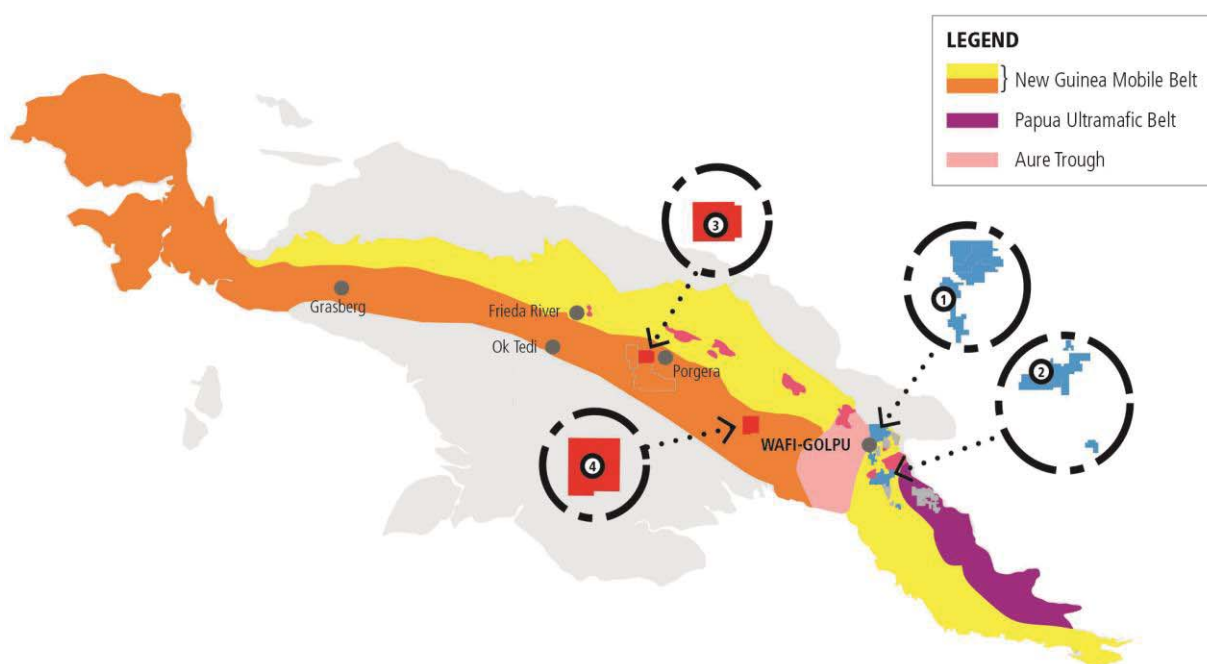 LEGEND
New Guinea Mobile Belt
Papua Ultramafic Belt
Aure Trough
3
1
2
Grasberg
Frieda River
Ok Tedi
Porgera
WAFI-GOLPU
4